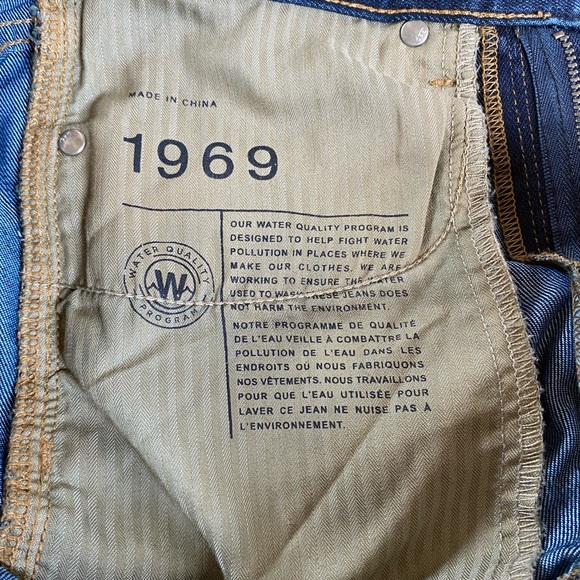 MADE IN CHINA
1969
WATER QUALITY
W
PROGRAM
OUR WATER QUALITY PROGRAM IS
DESIGNED TO HELP FIGHT WATER
POLLUTION IN PLACES WHERE WE
MAKE OUR CLOTHES. WE ARE
WORKING TO ENSURE THE WATER
USED TO WASH THESE JEANS DOES
NOT HARM THE ENVIRONMENT.
NOTRE PROGRAMME DE QUALITÉ
DE L'EAU VEILLE À COMBATTRE LA
POLLUTION DE L'EAU DANS LES
ENDROITS OÙ NOUS FABRIQUONS
NOS VÊTEMENTS. NOUS TRAVAILLONS
POUR QUE L'EAU UTILISÉE POUR
LAVER CE JEAN NE NUISE PAS À
L'ENVIRONNEMENT.